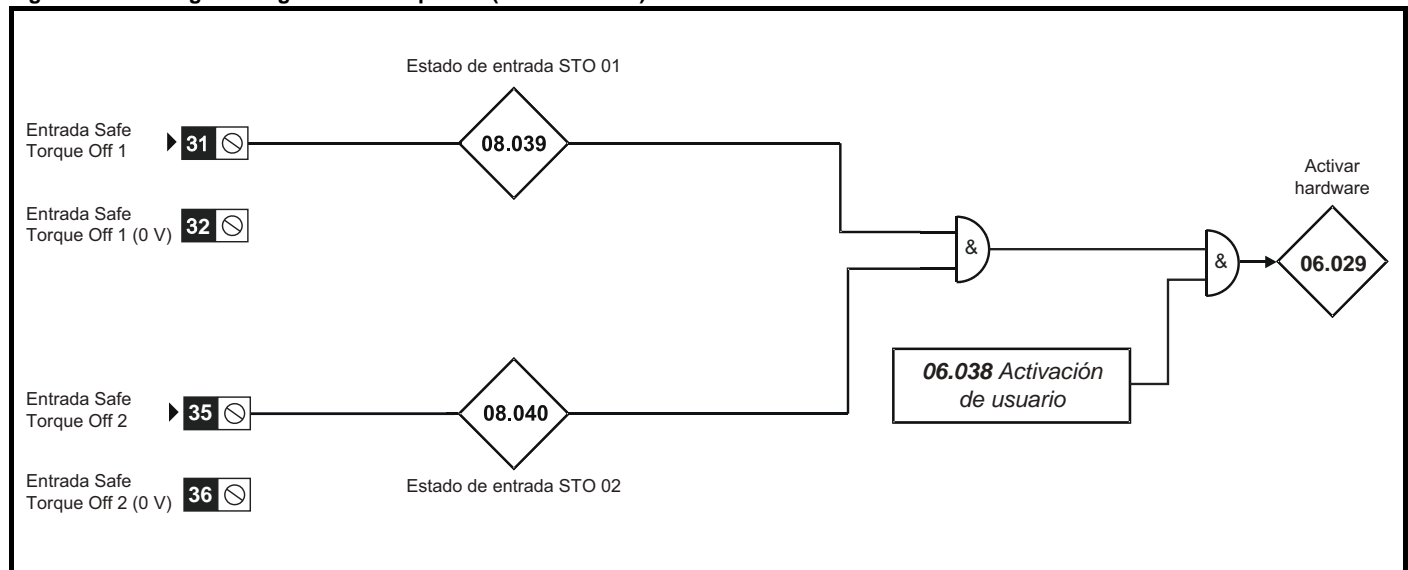 Estado de entrada STO 01
Entrada Safe
Torque Off 1
31
08.039
Entrada Safe
Torque Off 1 (0 V)
32
Activar
hardware
&
&
06.029
06.038 Activación
de usuario
Entrada Safe
Torque Off 2
35
08.040
Estado de entrada STO 02
Entrada Safe
Torque Off 2 (0 V)
36